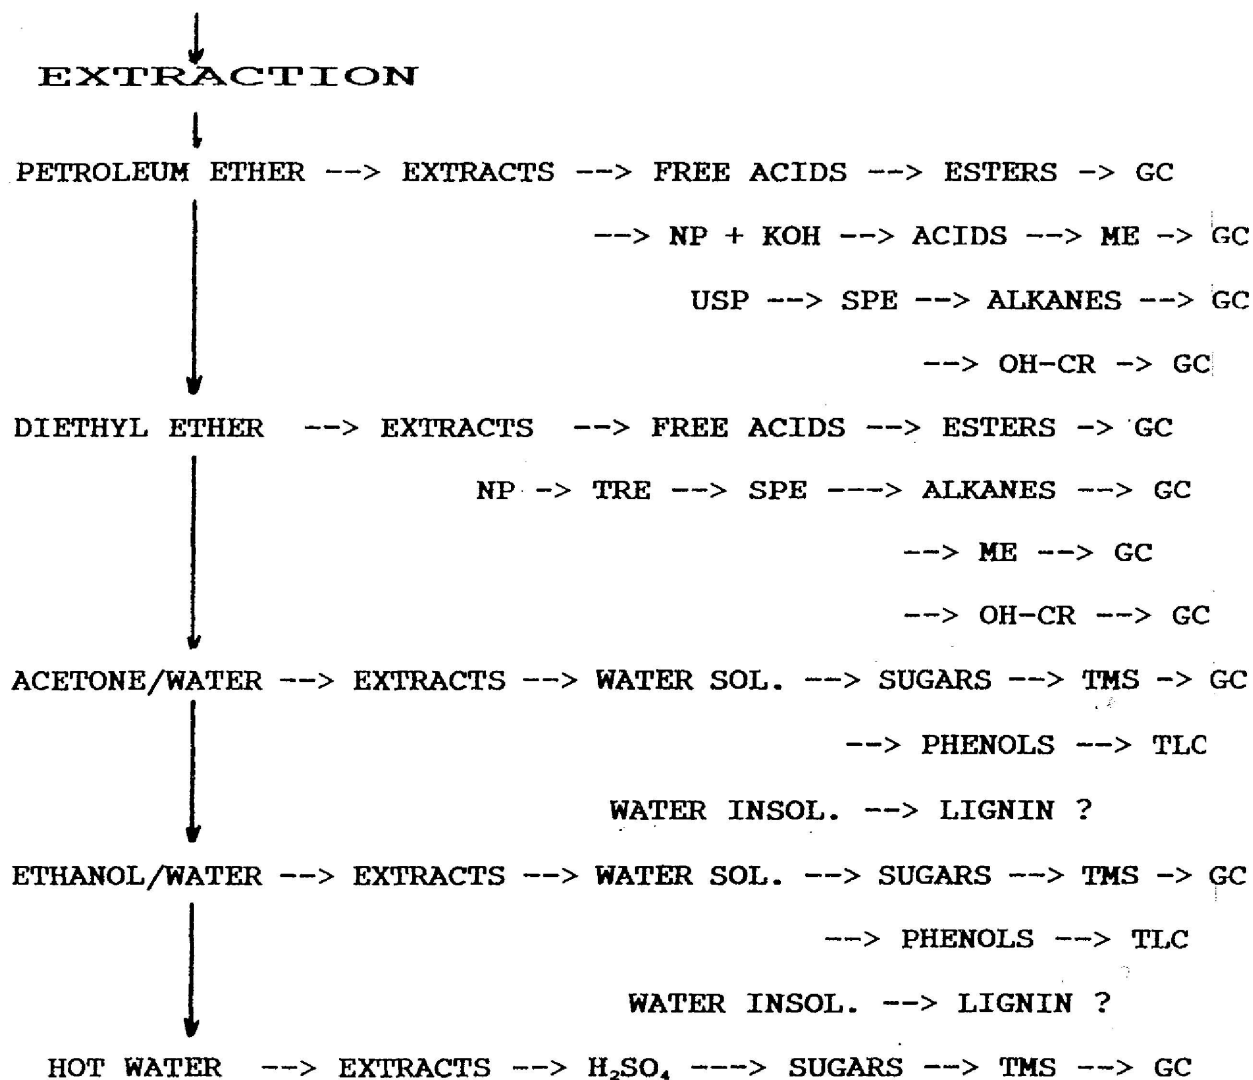 EXTRACTION
PETROLEUM ETHER --> EXTRACTS --> FREE ACIDS --> ESTERS -> GC
--> NP + KOH --> ACIDS --> ME -> GC
USP --> SPE --> ALKANES --> GC
--> OH-CR -> GC
DIETHYL ETHER --> EXTRACTS --> FREE ACIDS --> ESTERS -> GC
NP -> TRE --> SPE ---> ALKANES --> GC
--> ME --> GC
--> OH-CR --> GC
ACETONE/WATER --> EXTRACTS --> WATER SOL. --> SUGARS --> TMS -> GC
--> PHENOLS --> TLC
WATER INSOL. --> LIGNIN ?
ETHANOL/WATER --> EXTRACTS --> WATER SOL. --> SUGARS --> TMS -> GC
--> PHENOLS --> TLC
WATER INSOL. --> LIGNIN ?
HOT WATER --> EXTRACTS --> H₂SO₄ ---> SUGARS --> TMS --> GC